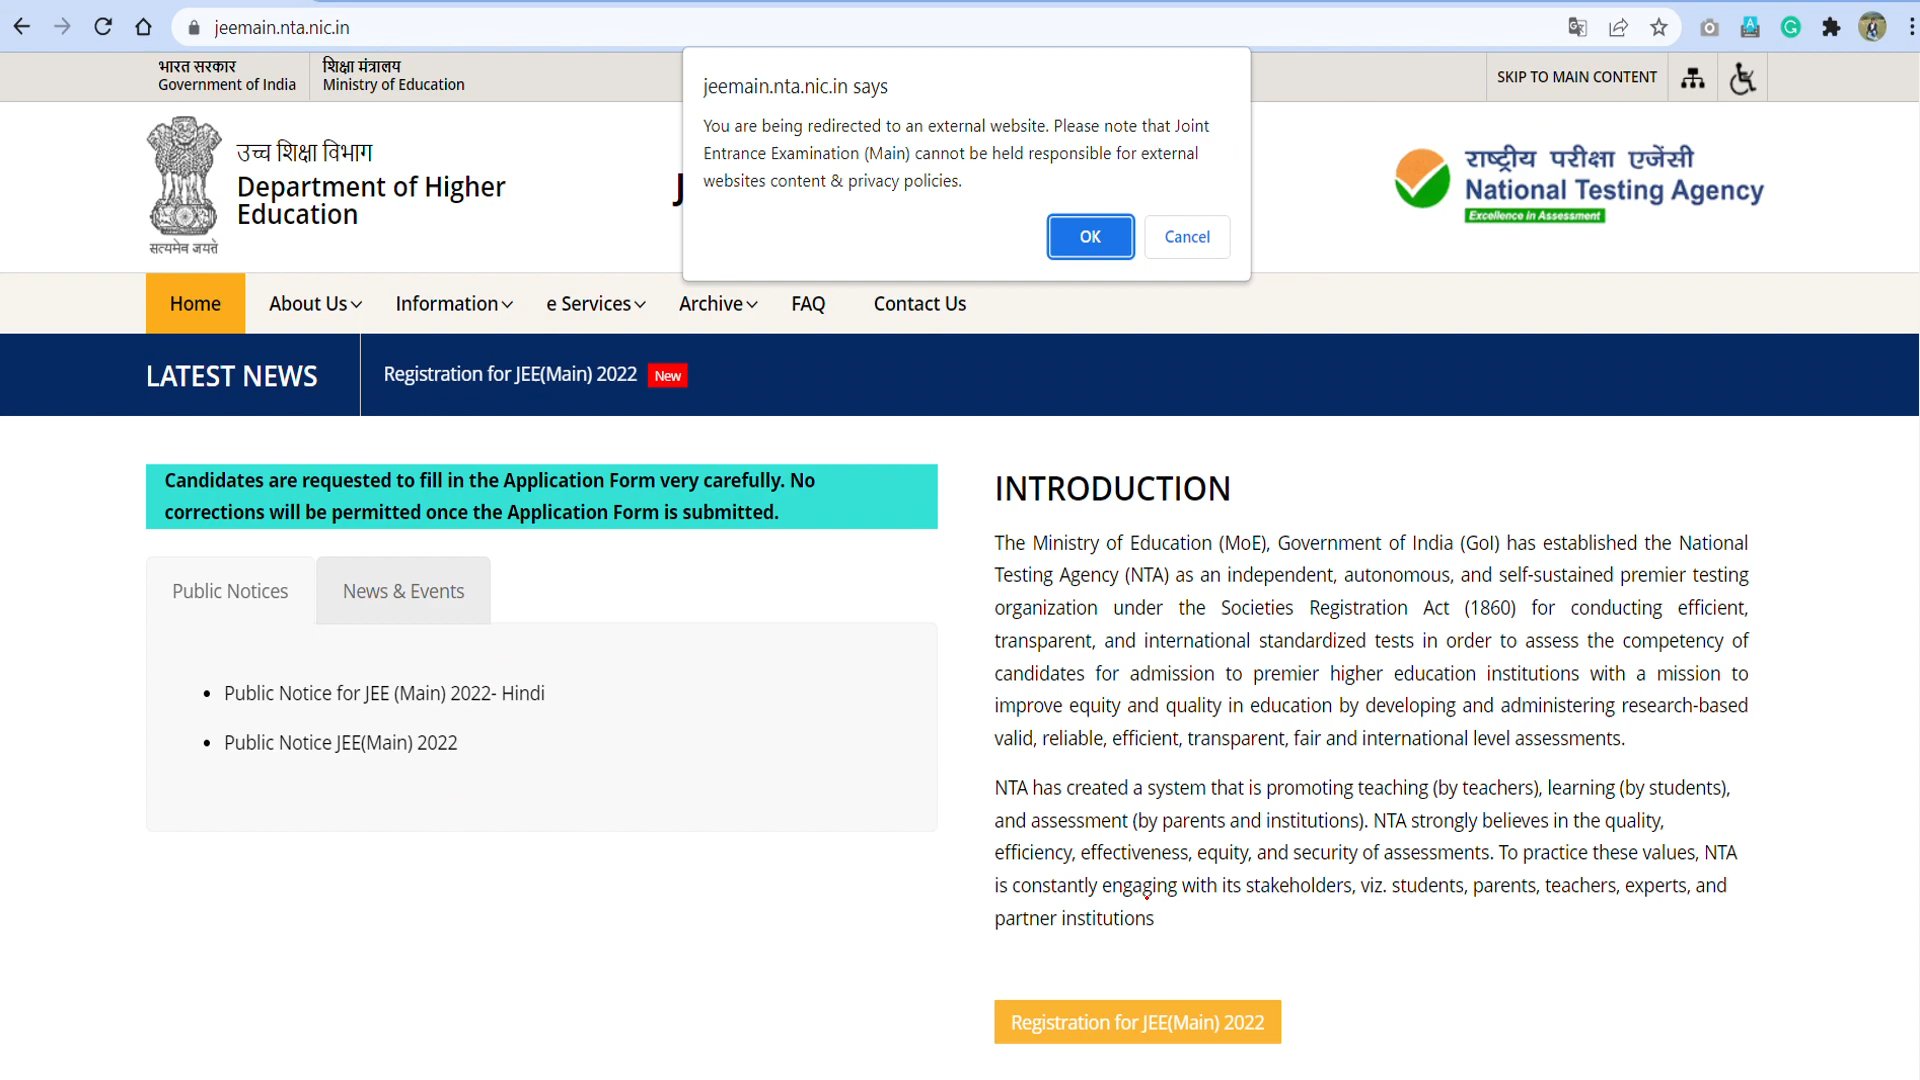 jeemain.nta.nic.in
भारत सरकार
Government of India
शिक्षा मंत्रालय
Ministry of Education
SKIP TO MAIN CONTENT
jeemain.nta.nic.in says
You are being redirected to an external website. Please note that Joint
Entrance Examination (Main) cannot be held responsible for external
websites content & privacy policies.
OK
Cancel
सत्यमेव जयते
उच्च शिक्षा विभाग
Department of Higher
Education
J
राष्ट्रीय परीक्षा एजेंसी
National Testing Agency
Excellence in Assessment
Home
About Us
Information
e Services
Archive
FAQ
Contact Us
LATEST NEWS
Registration for JEE(Main) 2022
New
Candidates are requested to fill in the Application Form very carefully. No
corrections will be permitted once the Application Form is submitted.
Public Notices
News & Events
Public Notice for JEE (Main) 2022- Hindi
Public Notice JEE(Main) 2022
INTRODUCTION
The Ministry of Education (MoE), Government of India (GoI) has established the National
Testing Agency (NTA) as an independent, autonomous, and self-sustained premier testing
organization under the Societies Registration Act (1860) for conducting efficient,
transparent, and international standardized tests in order to assess the competency of
candidates for admission to premier higher education institutions with a mission to
improve equity and quality in education by developing and administering research-based
valid, reliable, efficient, transparent, fair and international level assessments.
NTA has created a system that is promoting teaching (by teachers), learning (by students),
and assessment (by parents and institutions). NTA strongly believes in the quality,
efficiency, effectiveness, equity, and security of assessments. To practice these values, NTA
is constantly engaging with its stakeholders, viz. students, parents, teachers, experts, and
partner institutions
Registration for JEE(Main) 2022